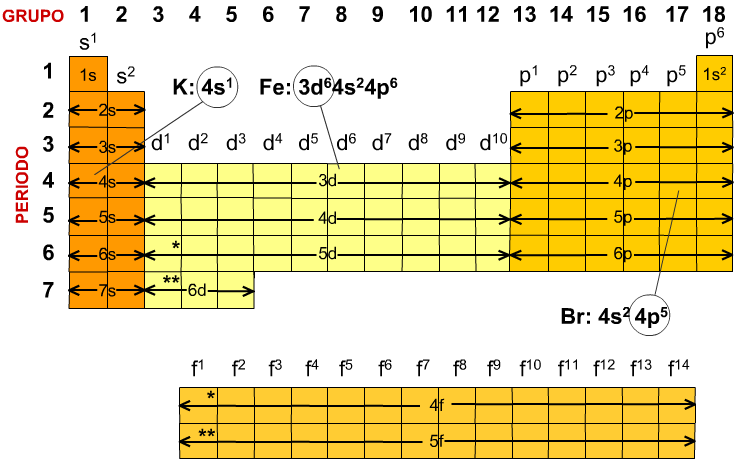 GRUPO 1 2 3 4 5 6 7 8 9 10 11 12 13 14 15 16 17 18
s¹ p⁶
1 1s s² p¹ p² p³ p⁴ p⁵ 1s²
K: 4s¹ Fe: 3d⁶4s²4p⁶
2 2s 2p
3 3s d¹ d² d³ d⁴ d⁵ d⁶ d⁷ d⁸ d⁹ d¹⁰ 3p
PERIODO
4 4s 3d 4p
5 5s 4d 5p
6 6s * 5d 6p
7 7s ** 6d
Br: 4s² 4p⁵
f¹ f² f³ f⁴ f⁵ f⁶ f⁷ f⁸ f⁹ f¹⁰ f¹¹ f¹² f¹³ f¹⁴
* 4f
** 5f